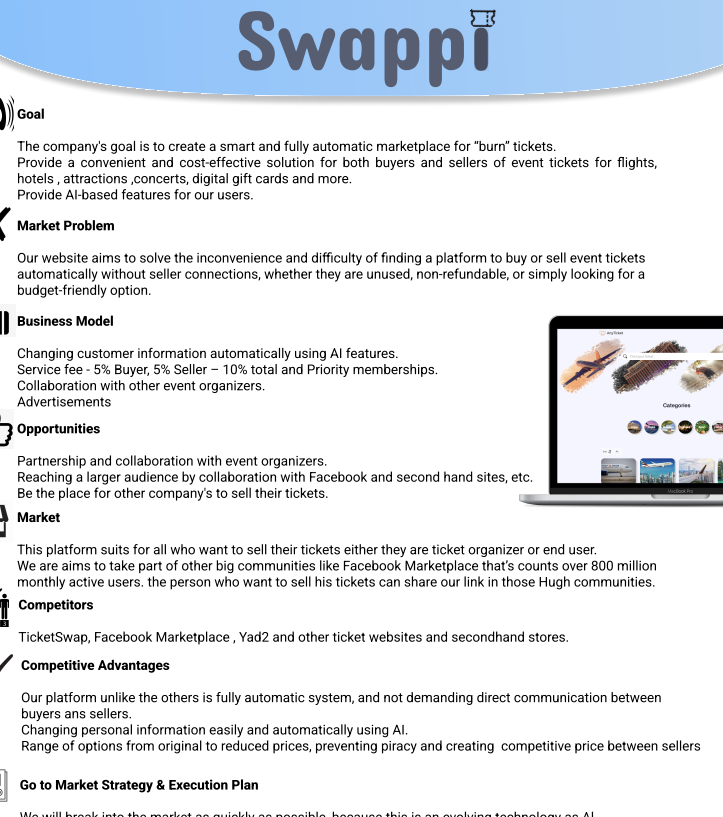 Swappi
Goal
The company's goal is to create a smart and fully automatic marketplace for “burn” tickets.
Provide a convenient and cost-effective solution for both buyers and sellers of event tickets for flights,
hotels , attractions ,concerts, digital gift cards and more.
Provide AI-based features for our users.
Market Problem
Our website aims to solve the inconvenience and difficulty of finding a platform to buy or sell event tickets
automatically without seller connections, whether they are unused, non-refundable, or simply looking for a
budget-friendly option.
Business Model
Changing customer information automatically using AI features.
Service fee - 5% Buyer, 5% Seller – 10% total and Priority memberships.
Collaboration with other event organizers.
Advertisements
Categories
MacBook Pro
Opportunities
Partnership and collaboration with event organizers.
Reaching a larger audience by collaboration with Facebook and second hand sites, etc.
Be the place for other company's to sell their tickets.
Market
This platform suits for all who want to sell their tickets either they are ticket organizer or end user.
We are aims to take part of other big communities like Facebook Marketplace that’s counts over 800 million
monthly active users. the person who want to sell his tickets can share our link in those Hugh communities.
Competitors
TicketSwap, Facebook Marketplace , Yad2 and other ticket websites and secondhand stores.
Competitive Advantages
Our platform unlike the others is fully automatic system, and not demanding direct communication between
buyers ans sellers.
Changing personal information easily and automatically using AI.
Range of options from original to reduced prices, preventing piracy and creating  competitive price between sellers
Go to Market Strategy & Execution Plan
We will break into the market as quickly as possible, because this is an evolving technology as AI